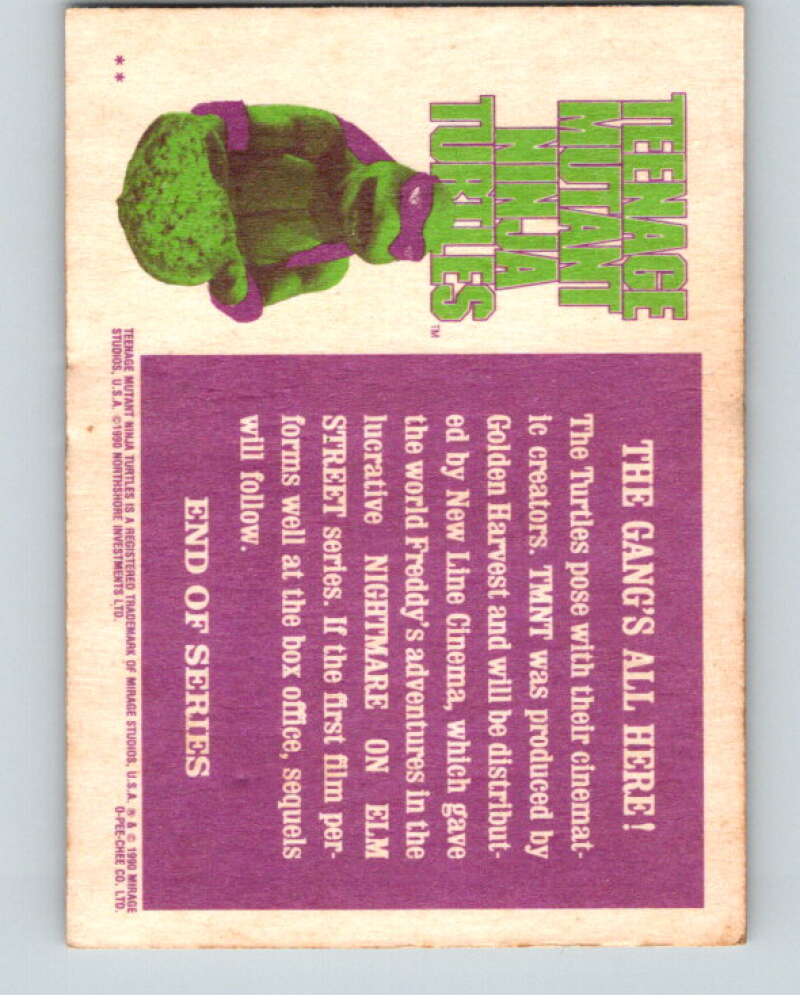 TEENAGE
MUTANT
NINJA
TURTLES
TM
THE GANG'S ALL HERE!
The Turtles pose with their cinemat-
ic creators. TMNT was produced by
Golden Harvest and will be distribut-
ed by New Line Cinema, which gave
the world Freddy's adventures in the
lucrative NIGHTMARE ON ELM
STREET series. If the first film per-
forms well at the box office, sequels
will follow.
END OF SERIES
* *
TEENAGE MUTANT NINJA TURTLES IS A REGISTERED TRADEMARK OF MIRAGE STUDIOS, U.S.A. ® & © 1990 MIRAGE
STUDIOS, U.S.A. ©1990 NORTHSHORE INVESTMENTS LTD. O-PEE-CHEE CO. LTD.